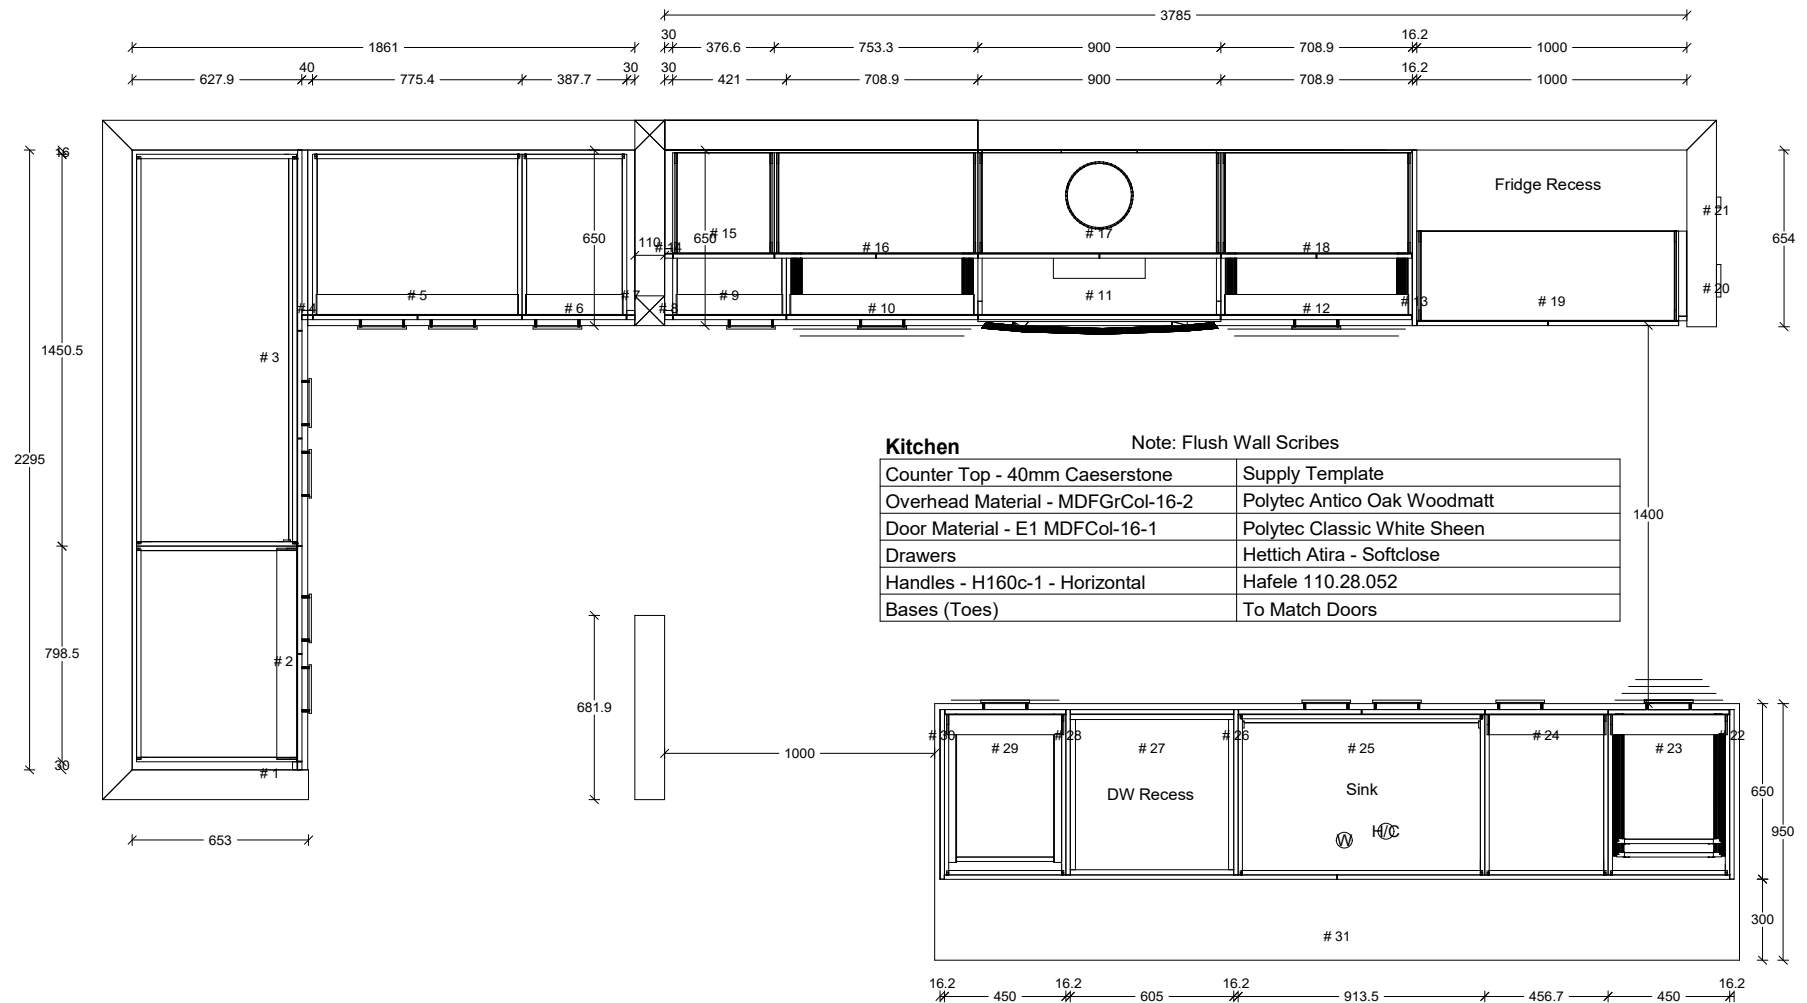 3785
30
1861 376.6 753.3 900 708.9 16.2 1000
40 30 30 16.2
627.9 775.4 387.7 421 708.9 900 708.9 1000
16
Fridge Recess
# 21
650 110 650 # 14 # 15 # 16 # 17 # 18 654
# 20
# 4 # 5 # 6 # 7 # 8 # 9 # 10 # 11 # 12 # 13 # 19
1450.5 # 3
2295
Kitchen Note: Flush Wall Scribes
Counter Top - 40mm Caeserstone Supply Template
Overhead Material - MDFGrCol-16-2 Polytec Antico Oak Woodmatt
Door Material - E1 MDFCol-16-1 Polytec Classic White Sheen
Drawers Hettich Atira - Softclose
Handles - H160c-1 - Horizontal Hafele 110.28.052
Bases (Toes) To Match Doors
1400
798.5 # 2
681.9
30 # 1
1000
# 30 # 29 # 28 # 27 # 26 # 25 # 24 # 23 # 22
DW Recess Sink
W H/C
650
950
653
300
# 31
16.2 16.2 16.2 16.2
450 605 913.5 456.7 450